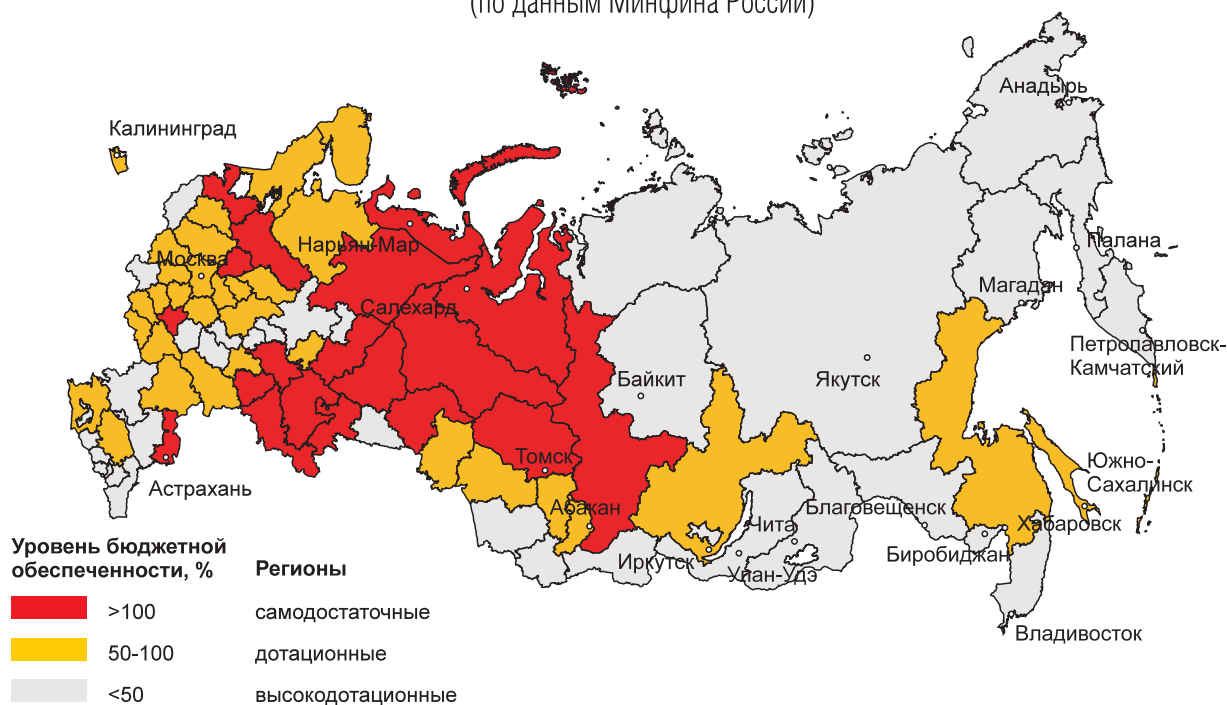 (по данным Минфина России)
Анадырь
Калининград
Нарьян-Мар
Москва
Палана
Салехард
Магадан
Петропавловск-
Камчатский
Байкит
Якутск
Томск
Южно-
Сахалинск
Астрахань
Абакан
Благовещенск
Чита
Хабаровск
Иркутск
Биробиджан
Улан-Удэ
Владивосток
Уровень бюджетной
обеспеченности, %
Регионы
>100
самодостаточные
50-100
дотационные
<50
высокодотационные